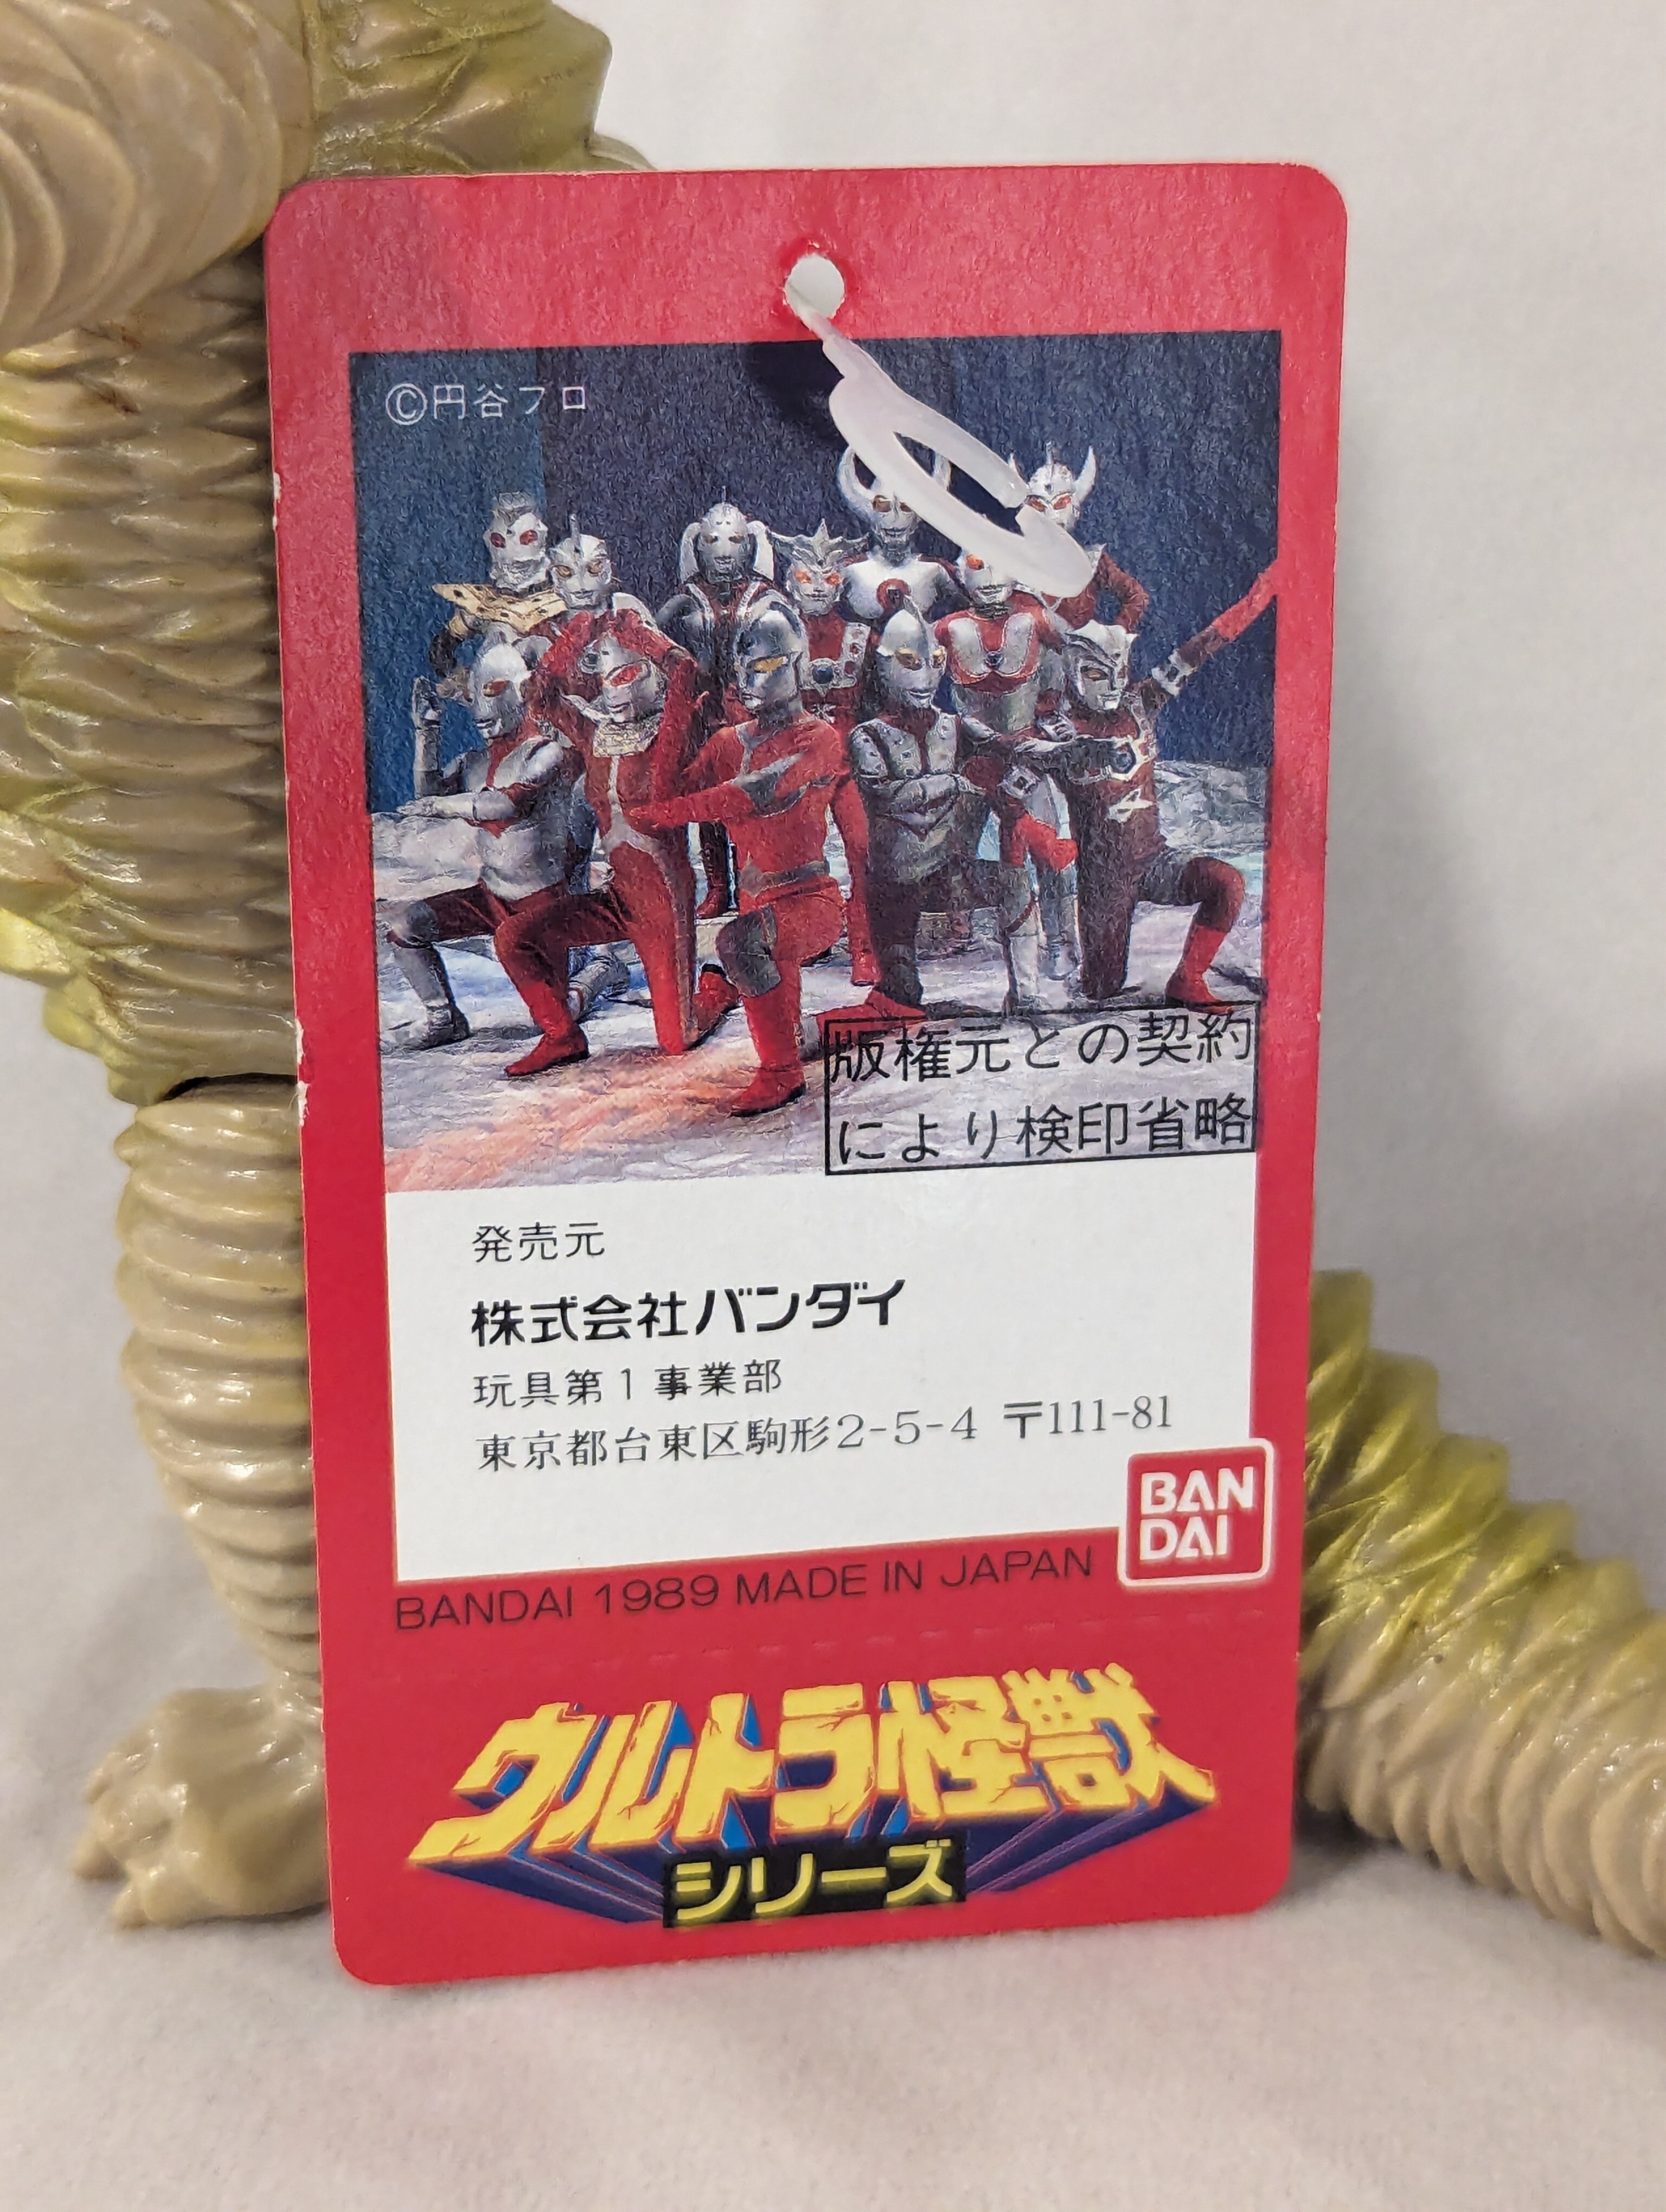 ©円谷プロ
版権元との契約
により検印省略
発売元
株式会社バンダイ
玩具第1事業部
東京都台東区駒形2-5-4 〒111-81
BAN
DAI
BANDAI 1989 MADE IN JAPAN
ウルトラ怪獣
シリーズ